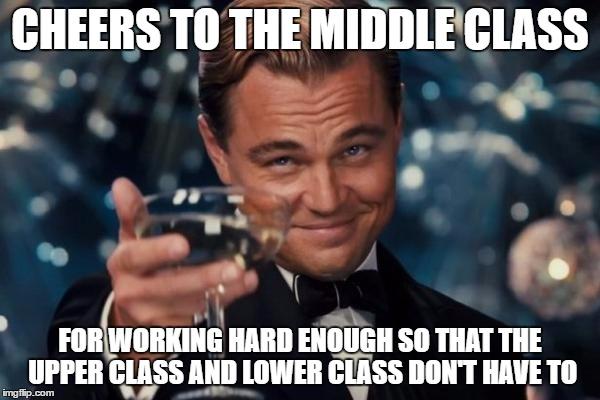 CHEERS TO THE MIDDLE CLASS
FOR WORKING HARD ENOUGH SO THAT THE
UPPER CLASS AND LOWER CLASS DON'T HAVE TO
imgflip.com